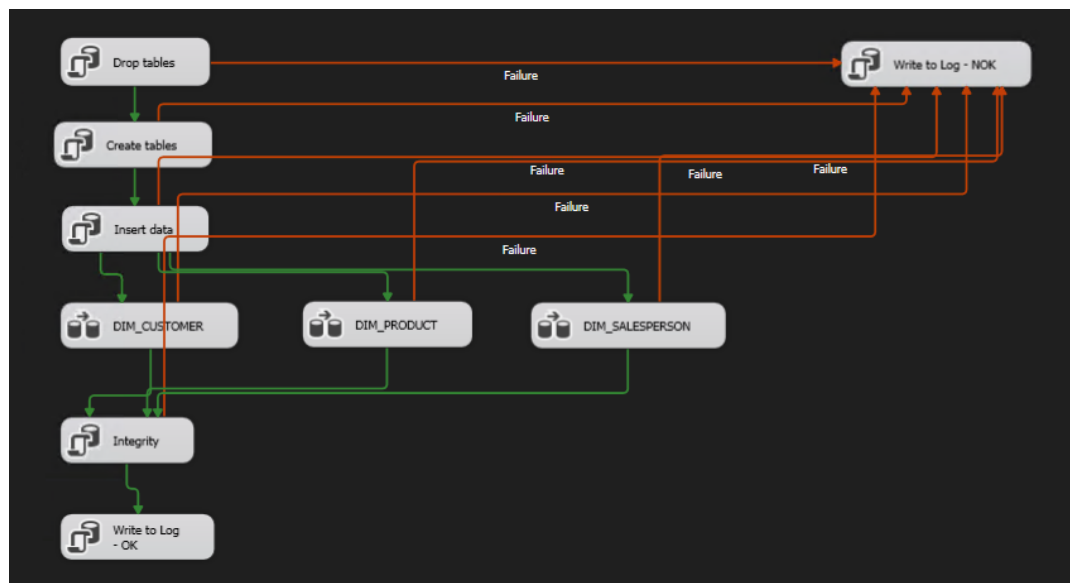 Drop tables
Write to Log - NOK
Failure
Failure
Create tables
Failure
Failure
Failure
Failure
Insert data
Failure
DIM_CUSTOMER
DIM_PRODUCT
DIM_SALESPERSON
Integrity
Write to Log
- OK